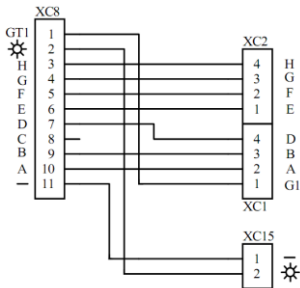 XC8
GT1 1
2
H 3
G 4
F 5
E 6
D 7
C 8
B 9
A 10
— 11
XC2
4 H
3 G
2 F
1 E
4 D
3 B
2 A
1 G1
XC1
XC15
1 —
2